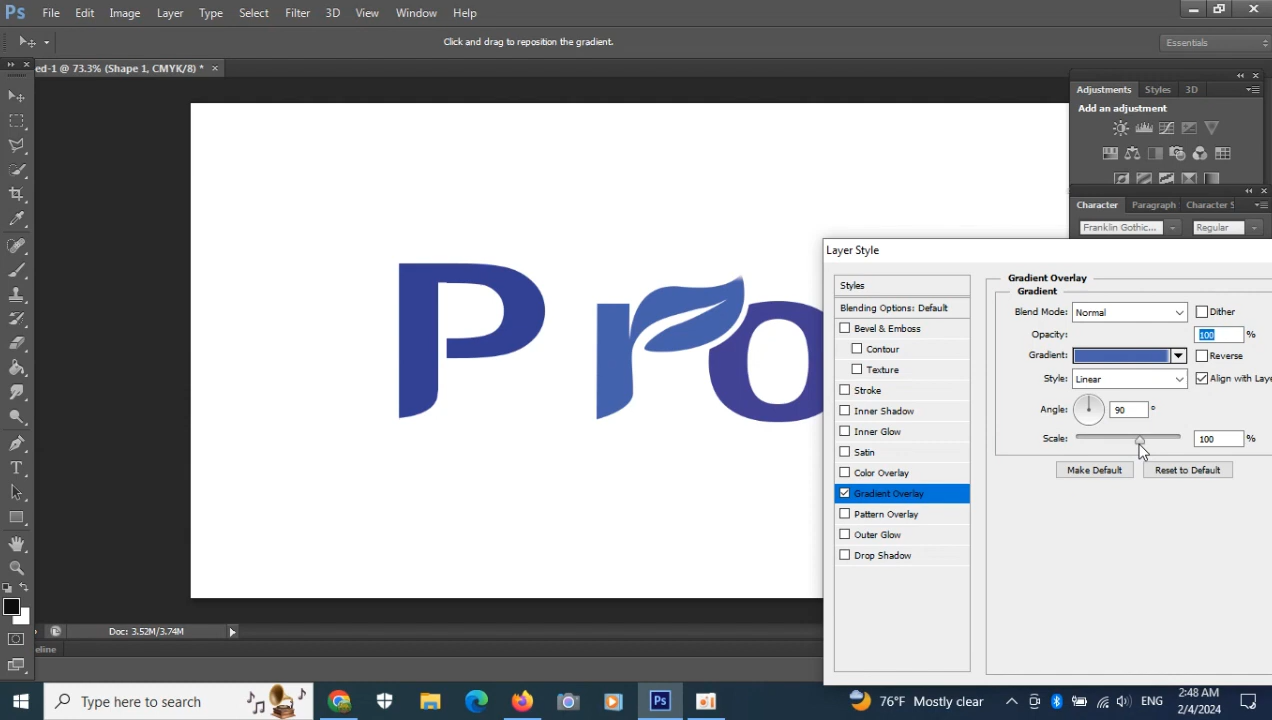 Ps File Edit Image Layer Type Select Filter 3D View Window Help
Click and drag to reposition the gradient.
Essentials
ed-1 @ 73.3% (Shape 1, CMYK/8) * ×
Adjustments Styles 3D
Add an adjustment
Character Paragraph Character S
Franklin Gothic... Regular
Pro
Layer Style
Styles
Blending Options: Default
Bevel & Emboss
Contour
Texture
Stroke
Inner Shadow
Inner Glow
Satin
Color Overlay
Gradient Overlay
Pattern Overlay
Outer Glow
Drop Shadow
Gradient Overlay
Gradient
Blend Mode: Normal Dither
Opacity: 100 %
Gradient: Reverse
Style: Linear Align with Laye
Angle: 90 °
Scale: 100 %
Make Default Reset to Default
Doc: 3.52M/3.74M
eline
Type here to search
Ps
76°F Mostly clear
ENG
2:48 AM
2/4/2024